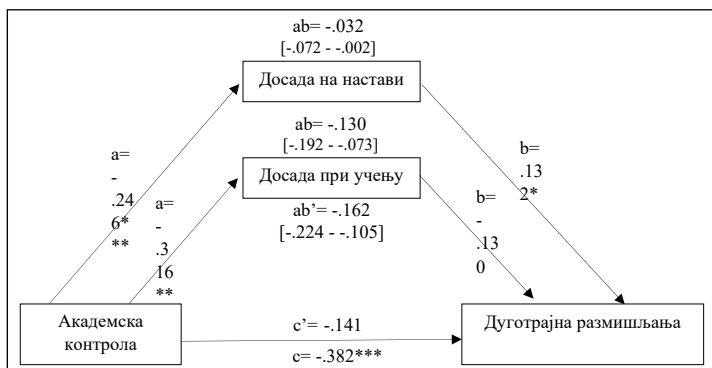 ab= -.032
[-.072 - -.002]
Досада на настави
ab= -.130
[-.192 - -.073]
Досада при учењу
ab’= -.162
[-.224 - -.105]
a=
-
.24
6*
**
a=
-
.3
16
**
b=
.13
2*
b=
-
.13
0
Академска
контрола
c’= -.141
c= -.382***
Дуготрајна размишљања